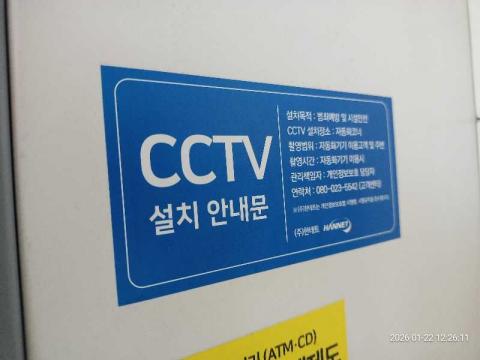 CCTV
설치 안내문
설치목적 : 범죄예방 및 시설안전
CCTV 설치장소 : 자동화코너
촬영범위 : 자동화기기 이용고객 및 주변
촬영시간 : 자동화기기 이용시
관리책임자 : 개인정보보호 담당자
연락처 : 080-023-5542 (고객센터)
(주)한네트 HANNET
(ATM·CD)
2026-01-22 12:26:11